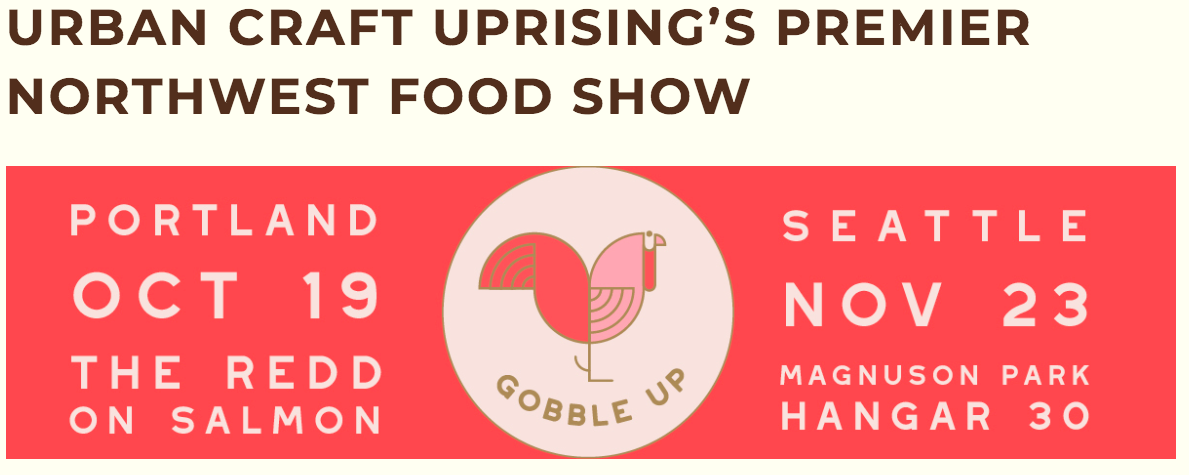 URBAN CRAFT UPRISING’S PREMIER
NORTHWEST FOOD SHOW
PORTLAND
OCT 19
THE REDD
ON SALMON
GOBBLE UP
SEATTLE
NOV 23
MAGNUSON PARK
HANGAR 30